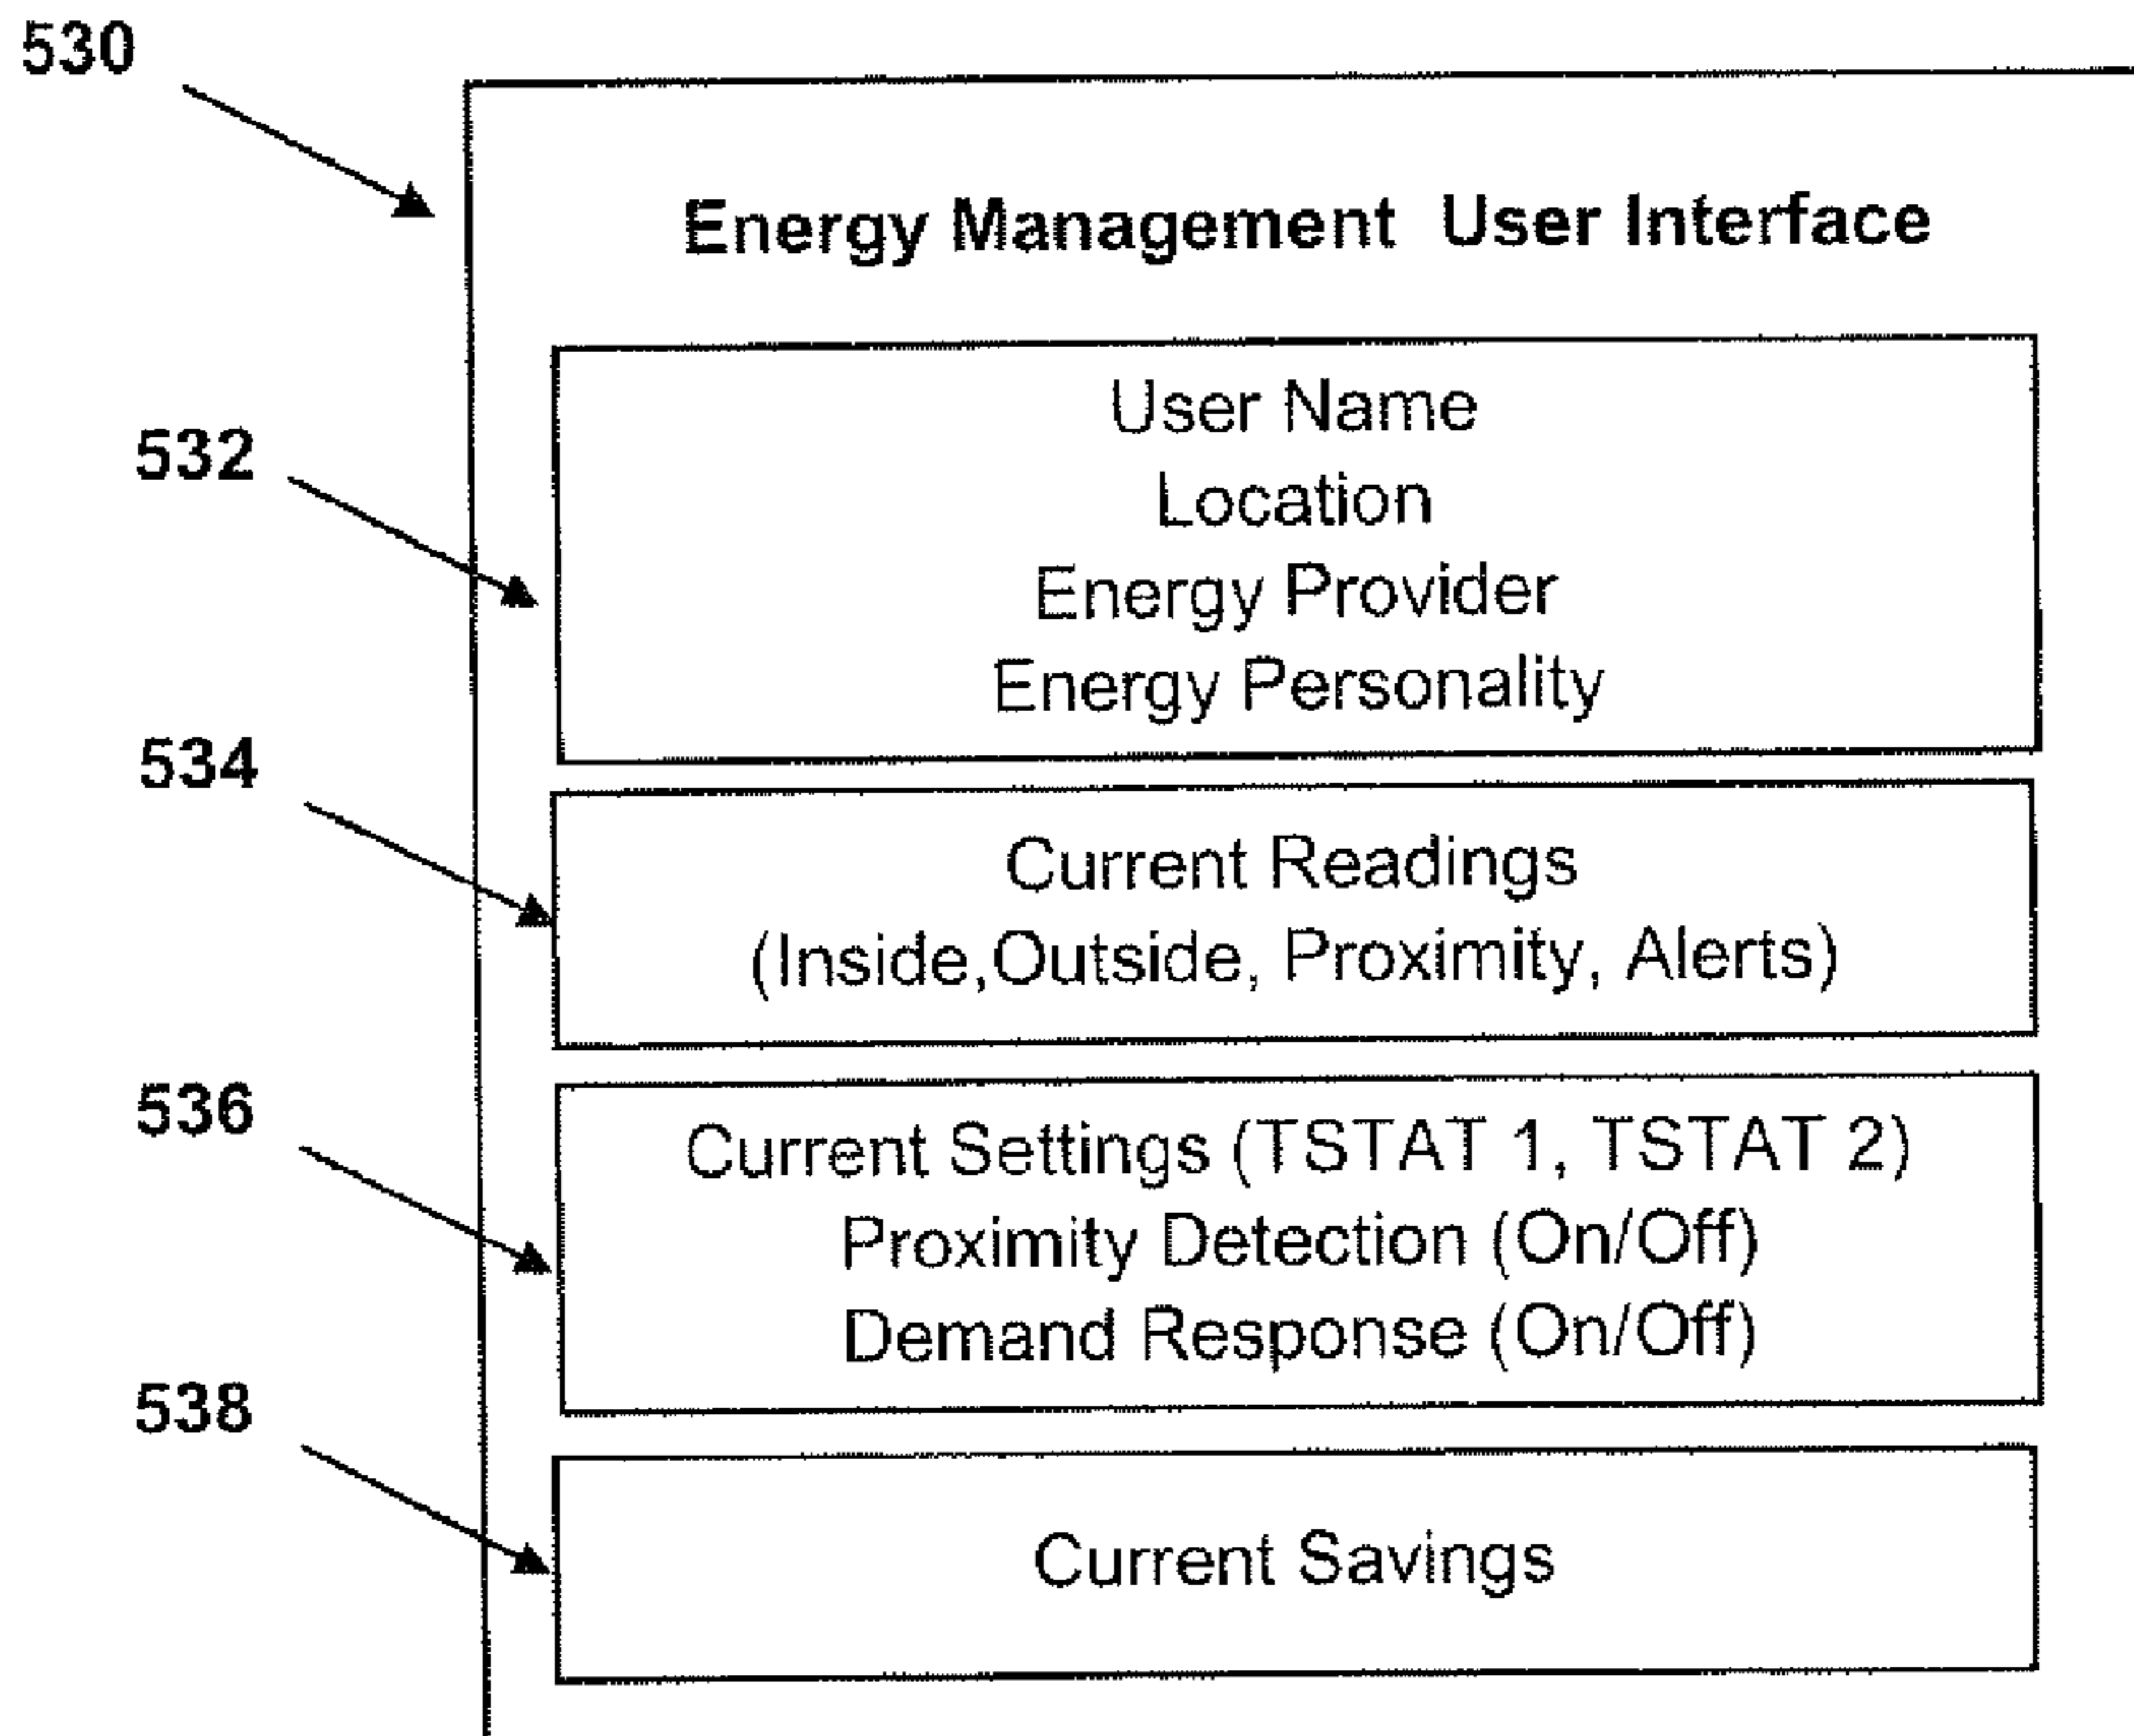 530
Energy Management User Interface
532
User Name
Location
Energy Provider
Energy Personality
534
Current Readings
(Inside,Outside, Proximity, Alerts)
536
Current Settings (TSTAT 1, TSTAT 2)
Proximity Detection (On/Off)
Demand Response (On/Off)
538
Current Savings